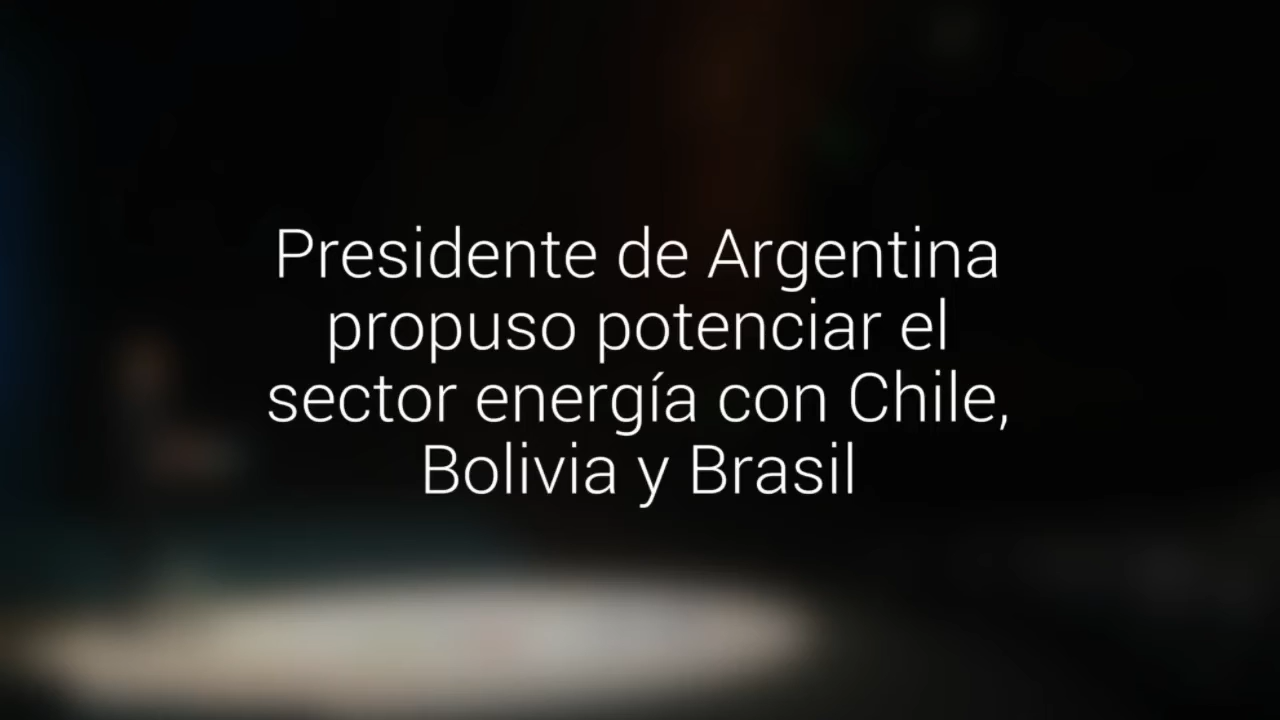 Presidente de Argentina
propuso potenciar el
sector energía con Chile,
Bolivia y Brasil